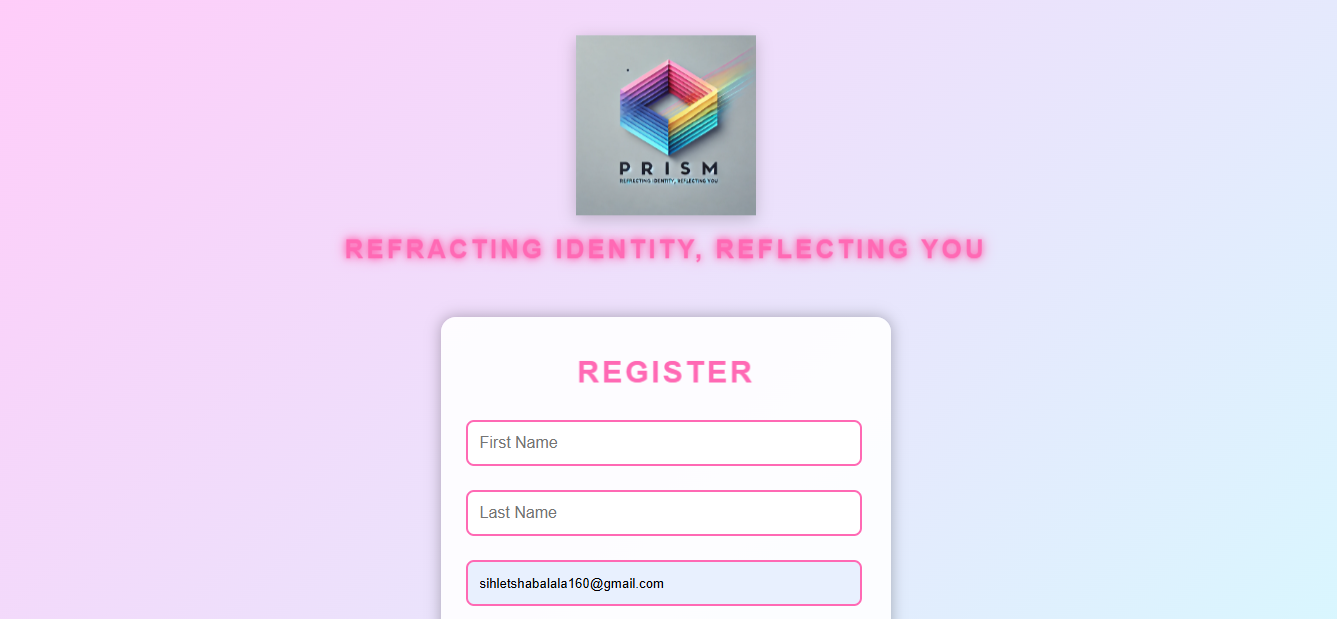 PRISM
REFRACTING IDENTITY, REFLECTING YOU
REFRACTING IDENTITY, REFLECTING YOU
REGISTER
First Name
Last Name
sihletshabalala160@gmail.com